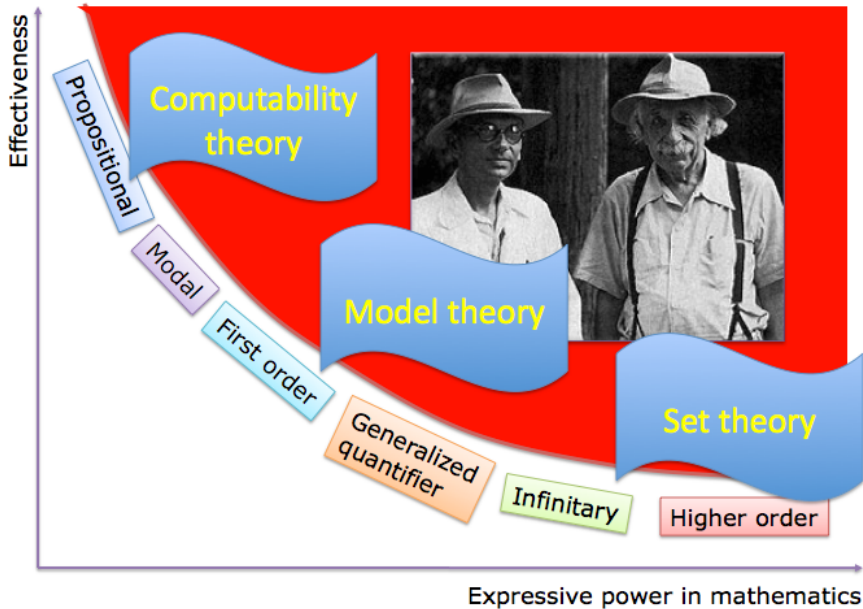 Effectiveness
Propositional
Computability
theory
Modal
First order
Model theory
Generalized
quantifier
Set theory
Infinitary
Higher order
Expressive power in mathematics